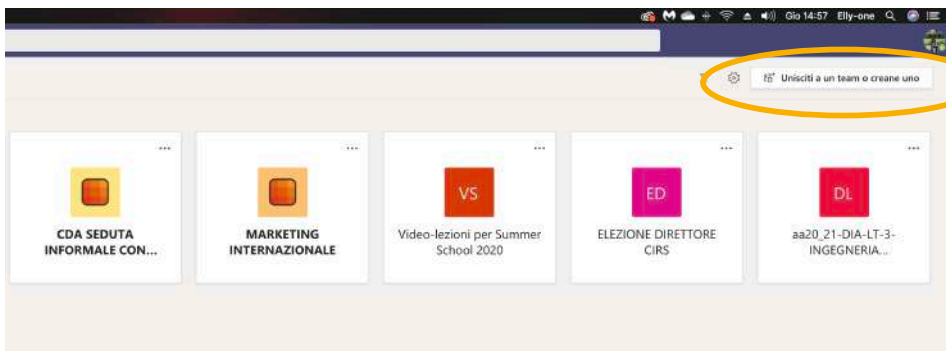 Gio 14:57 Elly-one
Unisciti a un team o creane uno
CDA SEDUTA
INFORMALE CON...
MARKETING
INTERNAZIONALE
VS
Video-lezioni per Summer
School 2020
ED
ELEZIONE DIRETTORE
CIRS
DL
aa20_21-DIA-LT-3-
INGEGNERIA...